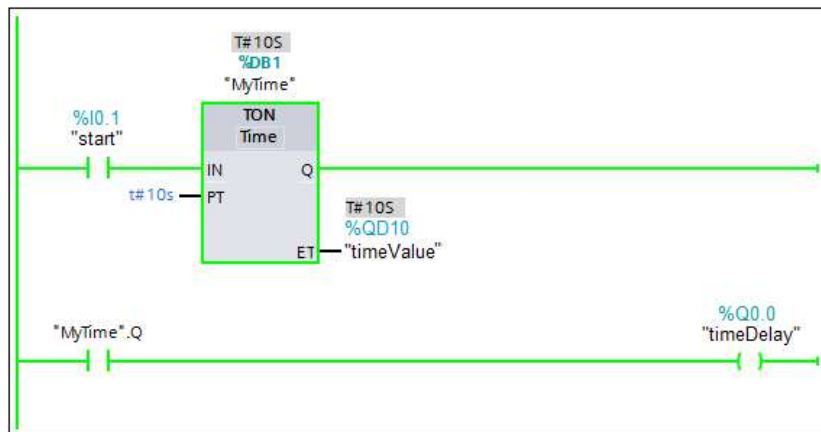 T#10S
%DB1
"MyTime"
%I0.1
"start"
TON
Time
IN
Q
t#10s
PT
T#10S
%QD10
ET
"timeValue"
"MyTime".Q
%Q0.0
"timeDelay"